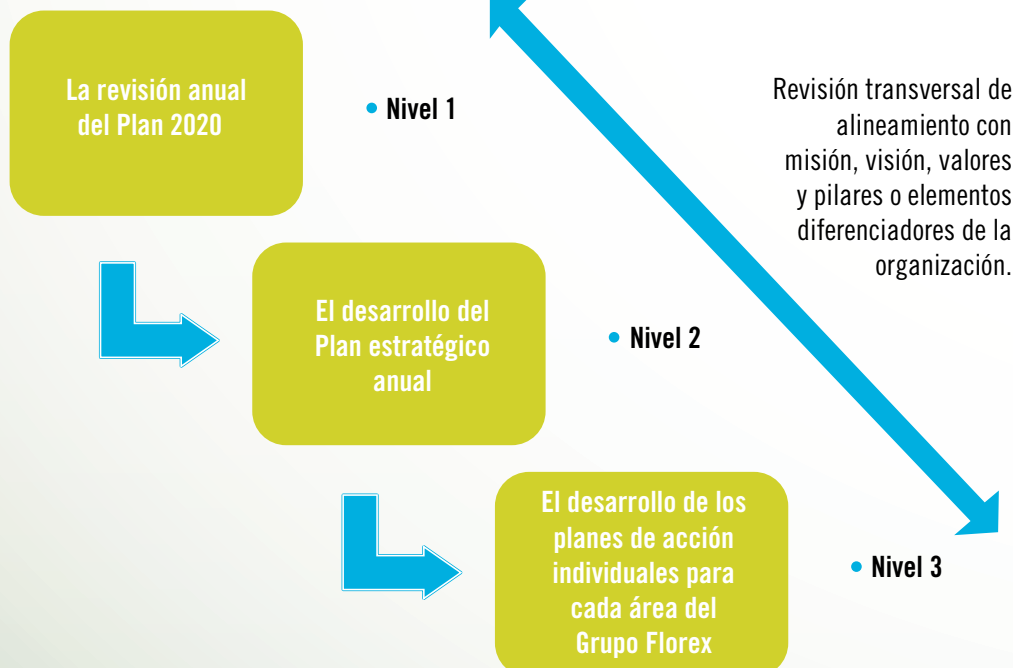 La revisión anual
del Plan 2020
• Nivel 1
Revisión transversal de
alineamiento con
misión, visión, valores
y pilares o elementos
diferenciadores de la
organización.
El desarrollo del
Plan estratégico
anual
• Nivel 2
El desarrollo de los
planes de acción
individuales para
cada área del
Grupo Florex
• Nivel 3